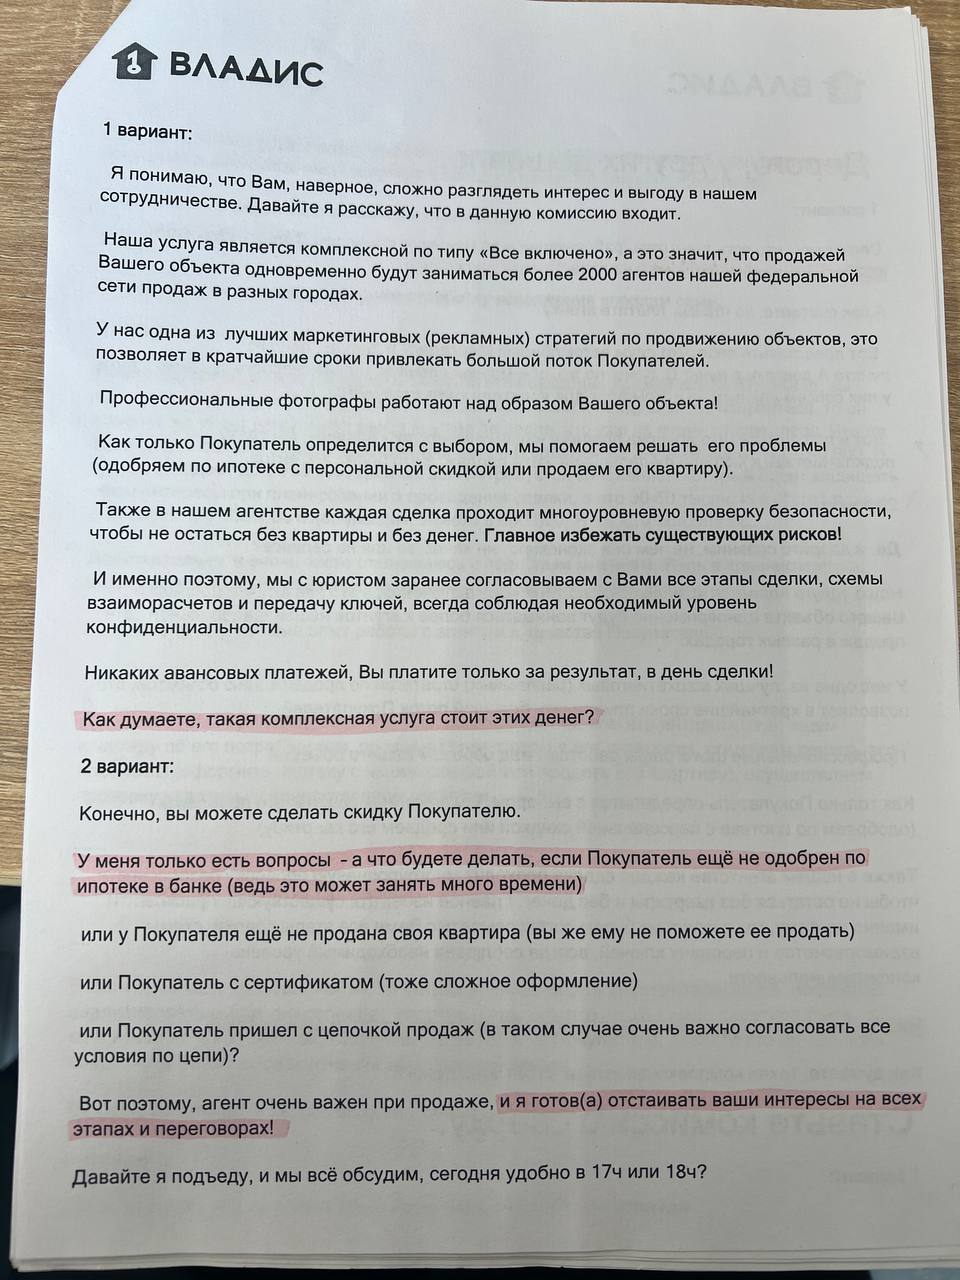 ВЛАДИС
1 вариант:
Я понимаю, что Вам, наверное, сложно разглядеть интерес и выгоду в нашем
сотрудничестве. Давайте я расскажу, что в данную комиссию входит.
Наша услуга является комплексной по типу «Все включено», а это значит, что продажей
Вашего объекта одновременно будут заниматься более 2000 агентов нашей федеральной
сети продаж в разных городах.
У нас одна из лучших маркетинговых (рекламных) стратегий по продвижению объектов, это
позволяет в кратчайшие сроки привлекать большой поток Покупателей.
Профессиональные фотографы работают над образом Вашего объекта!
Как только Покупатель определится с выбором, мы помогаем решать его проблемы
(одобряем по ипотеке с персональной скидкой или продаем его квартиру).
Также в нашем агентстве каждая сделка проходит многоуровневую проверку безопасности,
чтобы не остаться без квартиры и без денег. Главное избежать существующих рисков!
И именно поэтому, мы с юристом заранее согласовываем с Вами все этапы сделки, схемы
взаиморасчетов и передачу ключей, всегда соблюдая необходимый уровень
конфиденциальности.
Никаких авансовых платежей, Вы платите только за результат, в день сделки!
Как думаете, такая комплексная услуга стоит этих денег?
2 вариант:
Конечно, вы можете сделать скидку Покупателю.
У меня только есть вопросы - а что будете делать, если Покупатель ещё не одобрен по
ипотеке в банке (ведь это может занять много времени)
или у Покупателя ещё не продана своя квартира (вы же ему не поможете ее продать)
или Покупатель с сертификатом (тоже сложное оформление)
или Покупатель пришел с цепочкой продаж (в таком случае очень важно согласовать все
условия по цепи)?
Вот поэтому, агент очень важен при продаже, и я готов(а) отстаивать ваши интересы на всех
этапах и переговорах!
Давайте я подъеду, и мы всё обсудим, сегодня удобно в 17ч или 18ч?